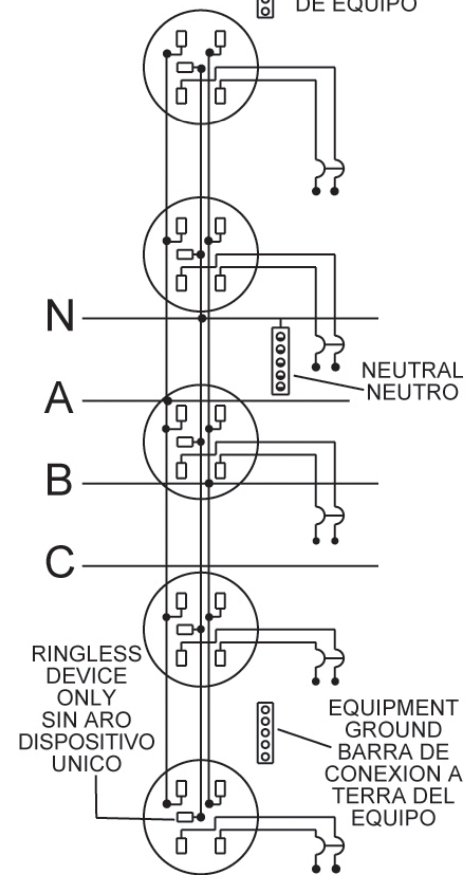 DE EQUIPO
N
NEUTRAL
NEUTRO
A
B
C
RINGLESS
DEVICE
ONLY
SIN ARO
DISPOSITIVO
UNICO
EQUIPMENT
GROUND
BARRA DE
CONEXION A
TERRA DEL
EQUIPO